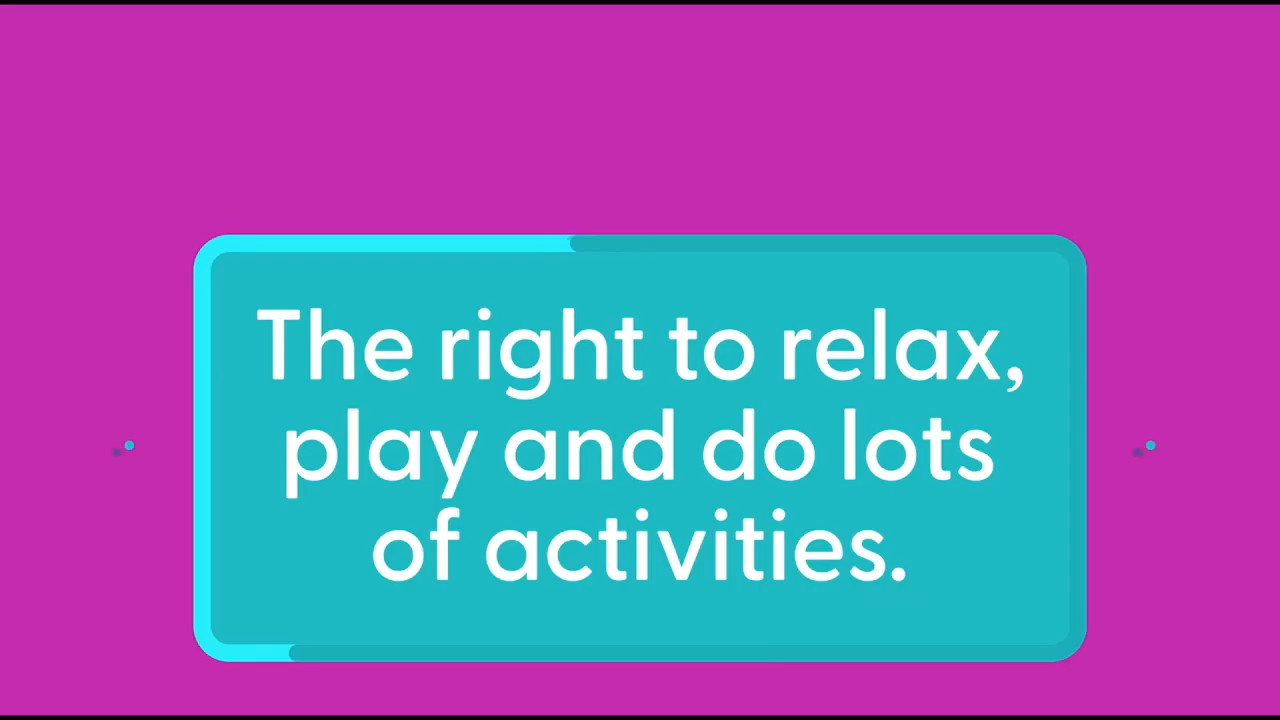 The right to relax,
play and do lots
of activities.